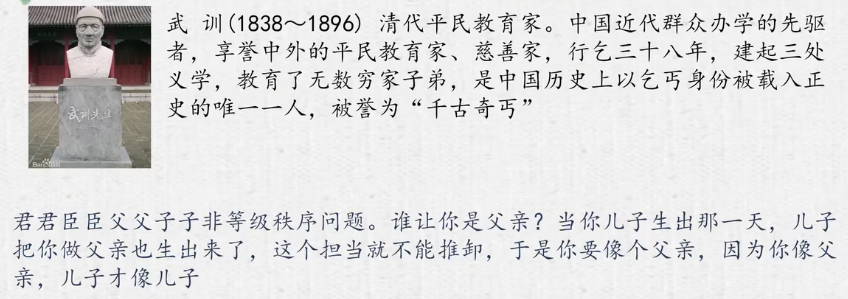 武 训(1838～1896) 清代平民教育家。中国近代群众办学的先驱
者，享誉中外的平民教育家、慈善家，行乞三十八年，建起三处
义学，教育了无数穷家子弟，是中国历史上以乞丐身份被载入正
史的唯一一人，被誉为“千古奇丐”
武训先生
君君臣臣父父子子非等级秩序问题。谁让你是父亲？当你儿子生出那一天，儿子
把你做父亲也生出来了，这个担当就不能推卸，于是你要像个父亲，因为你像父
亲，儿子才像儿子